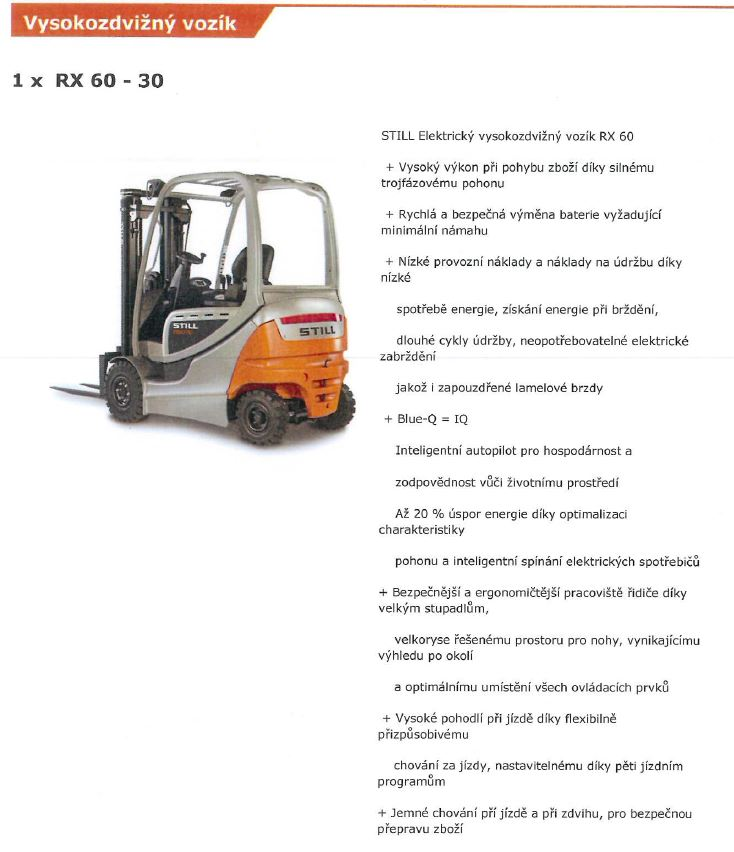 Vysokozdvižný vozík
1 x RX 60 - 30
STILL Elektrický vysokozdvižný vozík RX 60
+ Vysoký výkon při pohybu zboží díky silnému
trojfázovému pohonu
+ Rychlá a bezpečná výměna baterie vyžadující
minimální námahu
+ Nízké provozní náklady a náklady na údržbu díky
nízké
spotřebě energie, získání energie při brždění,
dlouhé cykly údržby, neopotřebovatelné elektrické
zabrždění
jakož i zapouzdřené lamelové brzdy
+ Blue-Q = IQ
Inteligentní autopilot pro hospodárnost a
zodpovědnost vůči životnímu prostředí
Až 20 % úspor energie díky optimalizaci
charakteristiky
pohonu a inteligentní spínání elektrických spotřebičů
+ Bezpečnější a ergonomičtější pracoviště řidiče díky
velkým stupadlům,
velkoryse řešenému prostoru pro nohy, vynikajícímu
výhledu po okolí
a optimálnímu umístění všech ovládacích prvků
+ Vysoké pohodlí při jízdě díky flexibilně
přizpůsobivému
chování za jízdy, nastavitelnému díky pěti jízdním
programům
+ Jemné chování pří jízdě a při zdvihu, pro bezpečnou
přepravu zboží
STILL
STILL